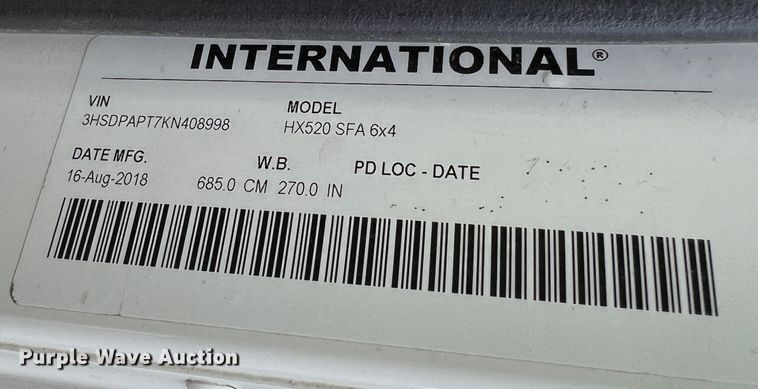 INTERNATIONAL®
VIN MODEL
3HSDPAPT7KN408998 HX520 SFA 6x4
DATE MFG. W.B. PD LOC - DATE
16-Aug-2018 685.0 CM 270.0 IN
Purple Wave Auction